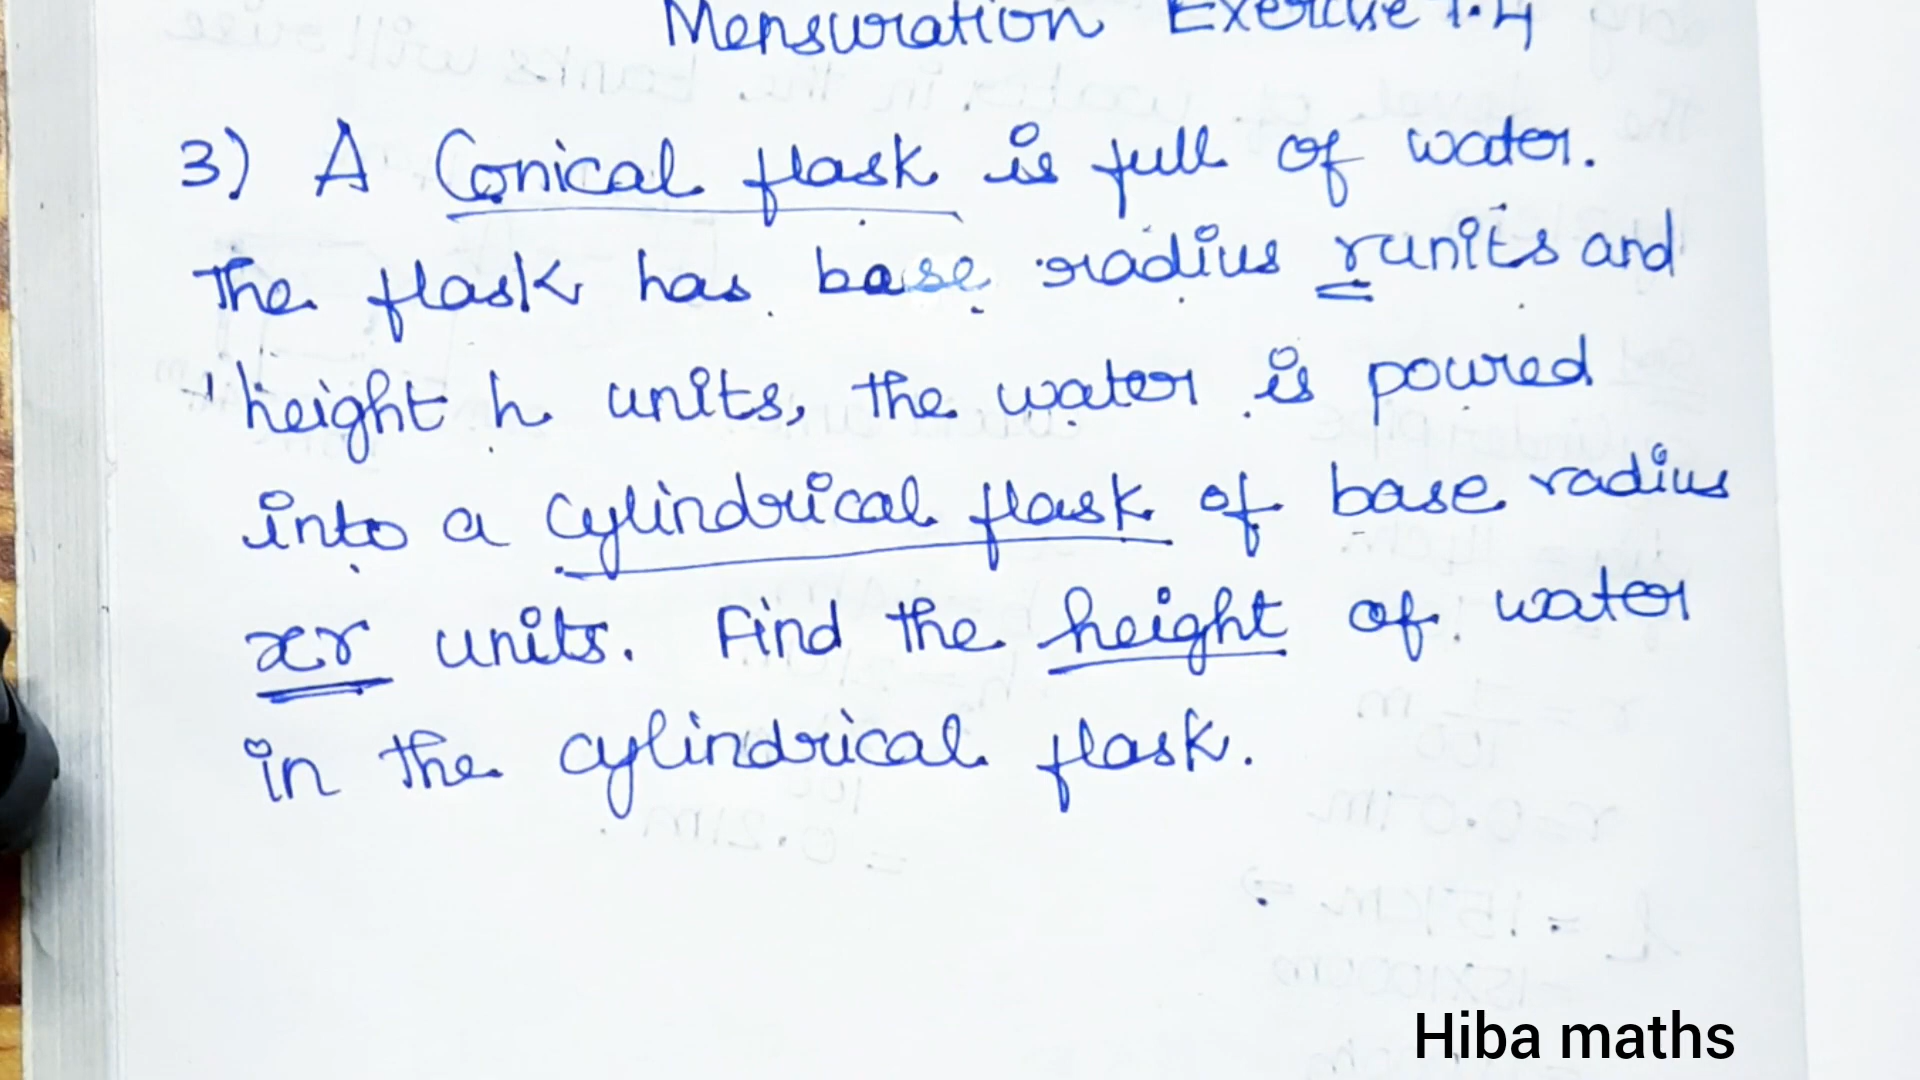 Mensuration Exercise 7.4
3) A Conical flask is full of water.
The flask has base radius r units and
height h units, the water is poured
into a cylindrical flask of base radius
xr units. Find the height of water
in the cylindrical flask.
Hiba maths